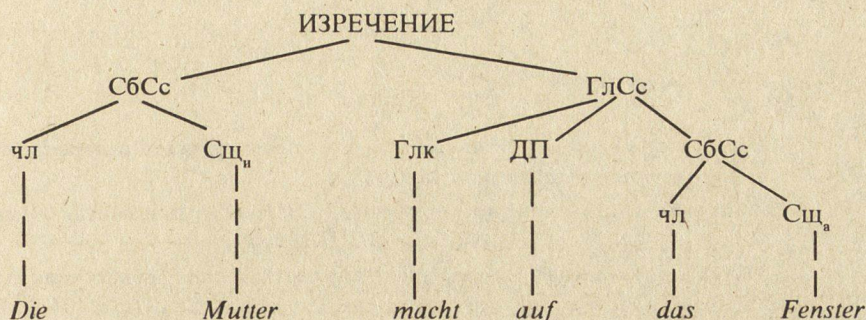 ИЗРЕЧЕНИЕ
СбСс ГлСс
чл Сщи Глк ДП СбСс
чл Сща
Die Mutter macht auf das Fenster